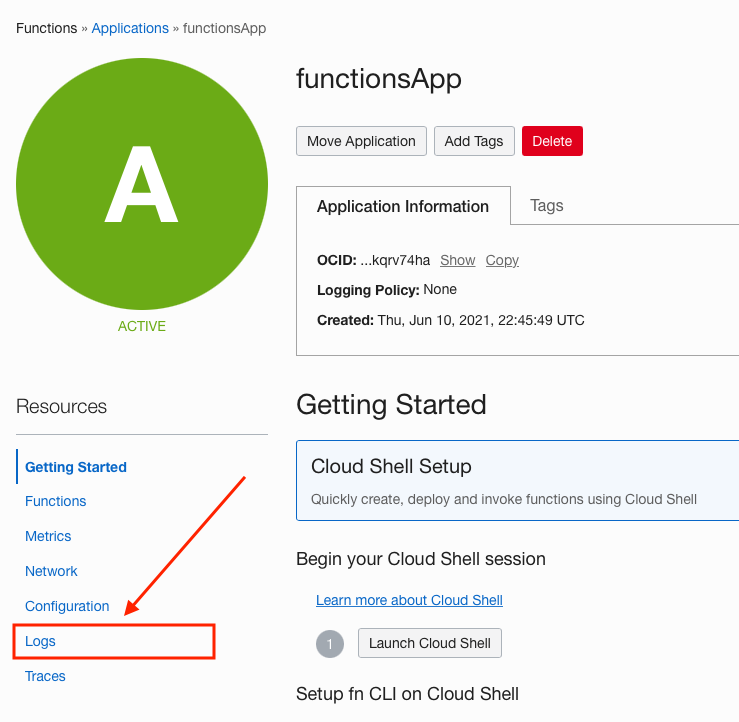 Functions » Applications » functionsApp
A
ACTIVE
functionsApp
Move Application Add Tags Delete
Application Information Tags
OCID: ...kqrv74ha Show Copy
Logging Policy: None
Created: Thu, Jun 10, 2021, 22:45:49 UTC
Resources
Getting Started
Functions
Metrics
Network
Configuration
Logs
Traces
Getting Started
Cloud Shell Setup
Quickly create, deploy and invoke functions using Cloud Shell
Begin your Cloud Shell session
Learn more about Cloud Shell
1 Launch Cloud Shell
Setup fn CLI on Cloud Shell